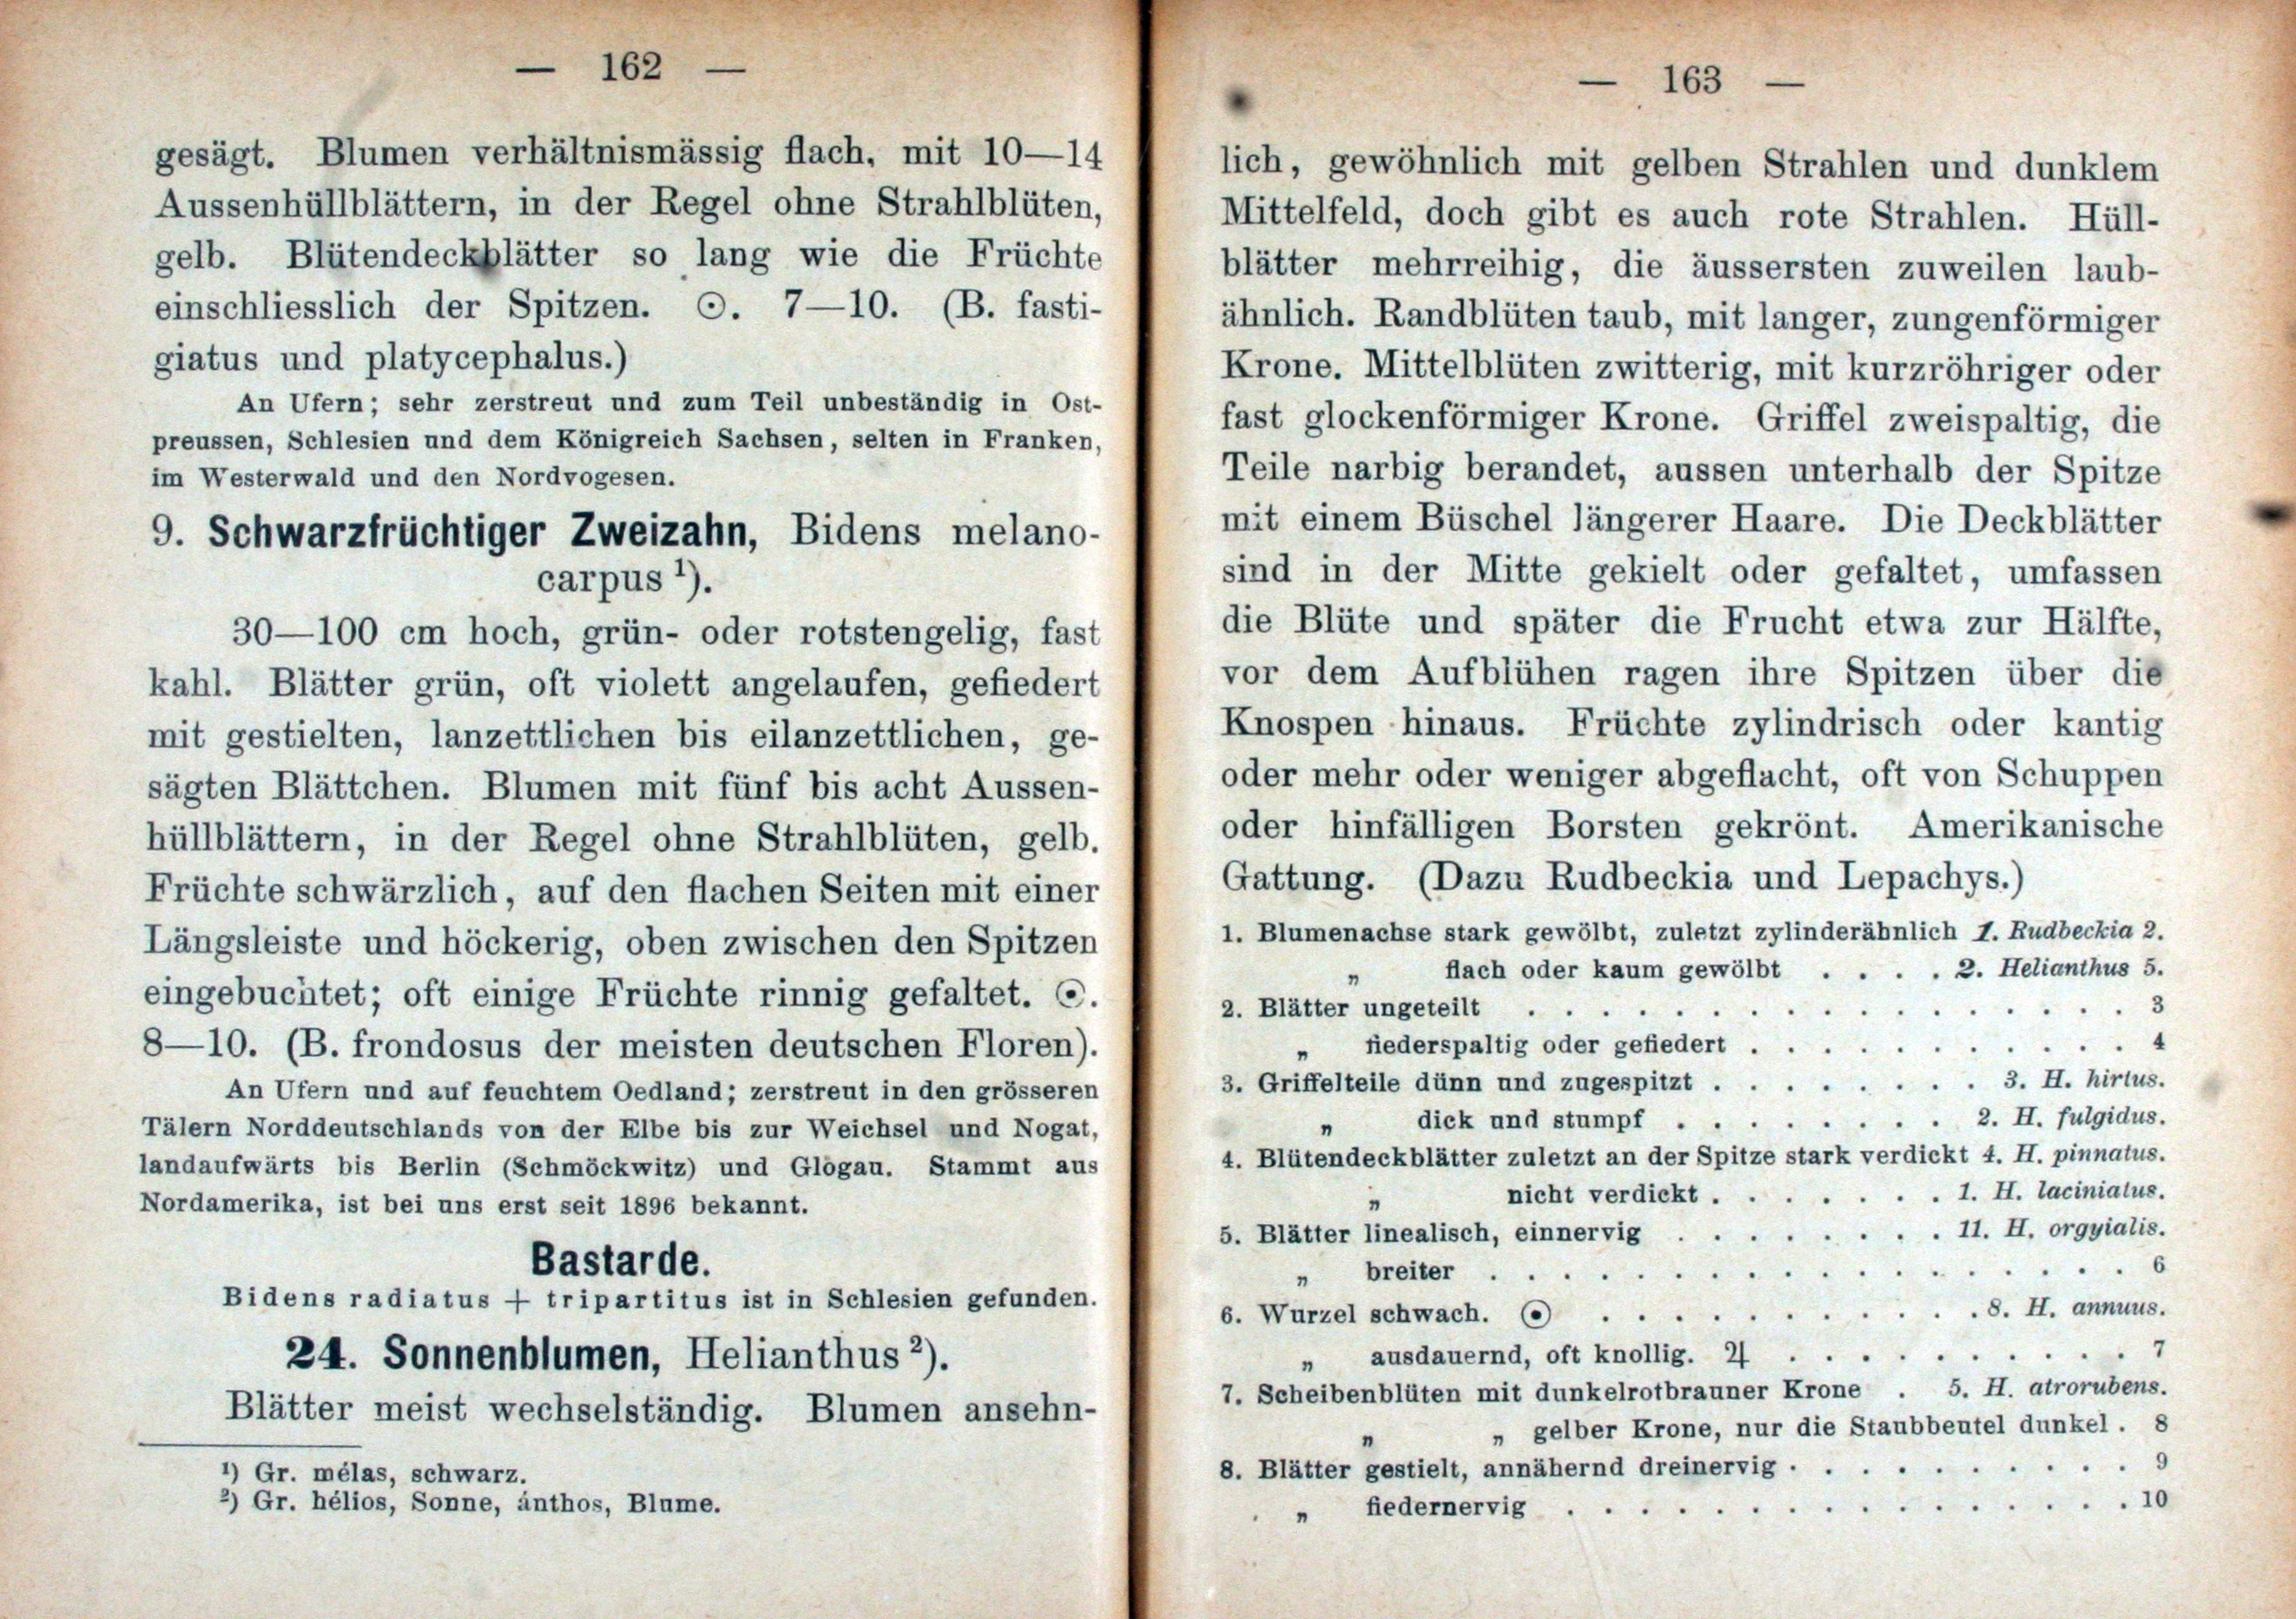 — 162 —
gesägt. Blumen verhältnismässig flach, mit 10—14
Aussenhüllblättern, in der Regel ohne Strahlblüten,
gelb. Blütendeckblätter so lang wie die Früchte
einschliesslich der Spitzen. ⊙. 7—10. (B. fasti-
giatus und platycephalus.)
An Ufern; sehr zerstreut und zum Teil unbeständig in Ost-
preussen, Schlesien und dem Königreich Sachsen, selten in Franken,
im Westerwald und den Nordvogesen.
9. Schwarzfrüchtiger Zweizahn, Bidens melano-
carpus ¹).
30—100 cm hoch, grün- oder rotstengelig, fast
kahl. Blätter grün, oft violett angelaufen, gefiedert
mit gestielten, lanzettlichen bis eilanzettlichen, ge-
sägten Blättchen. Blumen mit fünf bis acht Aussen-
hüllblättern, in der Regel ohne Strahlblüten, gelb.
Früchte schwärzlich, auf den flachen Seiten mit einer
Längsleiste und höckerig, oben zwischen den Spitzen
eingebuchtet; oft einige Früchte rinnig gefaltet. ⊙.
8—10. (B. frondosus der meisten deutschen Floren).
An Ufern und auf feuchtem Oedland; zerstreut in den grösseren
Tälern Norddeutschlands von der Elbe bis zur Weichsel und Nogat,
landaufwärts bis Berlin (Schmöckwitz) und Glogau. Stammt aus
Nordamerika, ist bei uns erst seit 1896 bekannt.
Bastarde.
Bidens radiatus + tripartitus ist in Schlesien gefunden.
24. Sonnenblumen, Helianthus ²).
Blätter meist wechselständig. Blumen ansehn-
¹) Gr. mélas, schwarz.
²) Gr. hélios, Sonne, ánthos, Blume.
— 163 —
lich, gewöhnlich mit gelben Strahlen und dunklem
Mittelfeld, doch gibt es auch rote Strahlen. Hüll-
blätter mehrreihig, die äussersten zuweilen laub-
ähnlich. Randblüten taub, mit langer, zungenförmiger
Krone. Mittelblüten zwitterig, mit kurzröhriger oder
fast glockenförmiger Krone. Griffel zweispaltig, die
Teile narbig berandet, aussen unterhalb der Spitze
mit einem Büschel längerer Haare. Die Deckblätter
sind in der Mitte gekielt oder gefaltet, umfassen
die Blüte und später die Frucht etwa zur Hälfte,
vor dem Aufblühen ragen ihre Spitzen über die
Knospen hinaus. Früchte zylindrisch oder kantig
oder mehr oder weniger abgeflacht, oft von Schuppen
oder hinfälligen Borsten gekrönt. Amerikanische
Gattung. (Dazu Rudbeckia und Lepachys.)
1. Blumenachse stark gewölbt, zuletzt zylinderähnlich 1. Rudbeckia 2.
„ flach oder kaum gewölbt . . . . 2. Helianthus 5.
2. Blätter ungeteilt . . . . . . . . . . . . . . . . . 3
„ fiederspaltig oder gefiedert . . . . . . . . . . . 4
3. Griffelteile dünn und zugespitzt . . . . . . . . 3. H. hirtus.
„ dick und stumpf . . . . . . . . 2. H. fulgidus.
4. Blütendeckblätter zuletzt an der Spitze stark verdickt 4. H. pinnatus.
„ nicht verdickt . . . . . . . 1. H. laciniatus.
5. Blätter linealisch, einnervig . . . . . . . . 11. H. orgyialis.
„ breiter . . . . . . . . . . . . . . . . . . 6
6. Wurzel schwach. ⊙ . . . . . . . . . . . 8. H. annuus.
„ ausdauernd, oft knollig. ♃ . . . . . . . . . . 7
7. Scheibenblüten mit dunkelrotbrauner Krone . 5. H. atrorubens.
„ „ gelber Krone, nur die Staubbeutel dunkel . 8
8. Blätter gestielt, annähernd dreinervig . . . . . . . . . . 9
„ fiedernervig . . . . . . . . . . . . . . . . 10